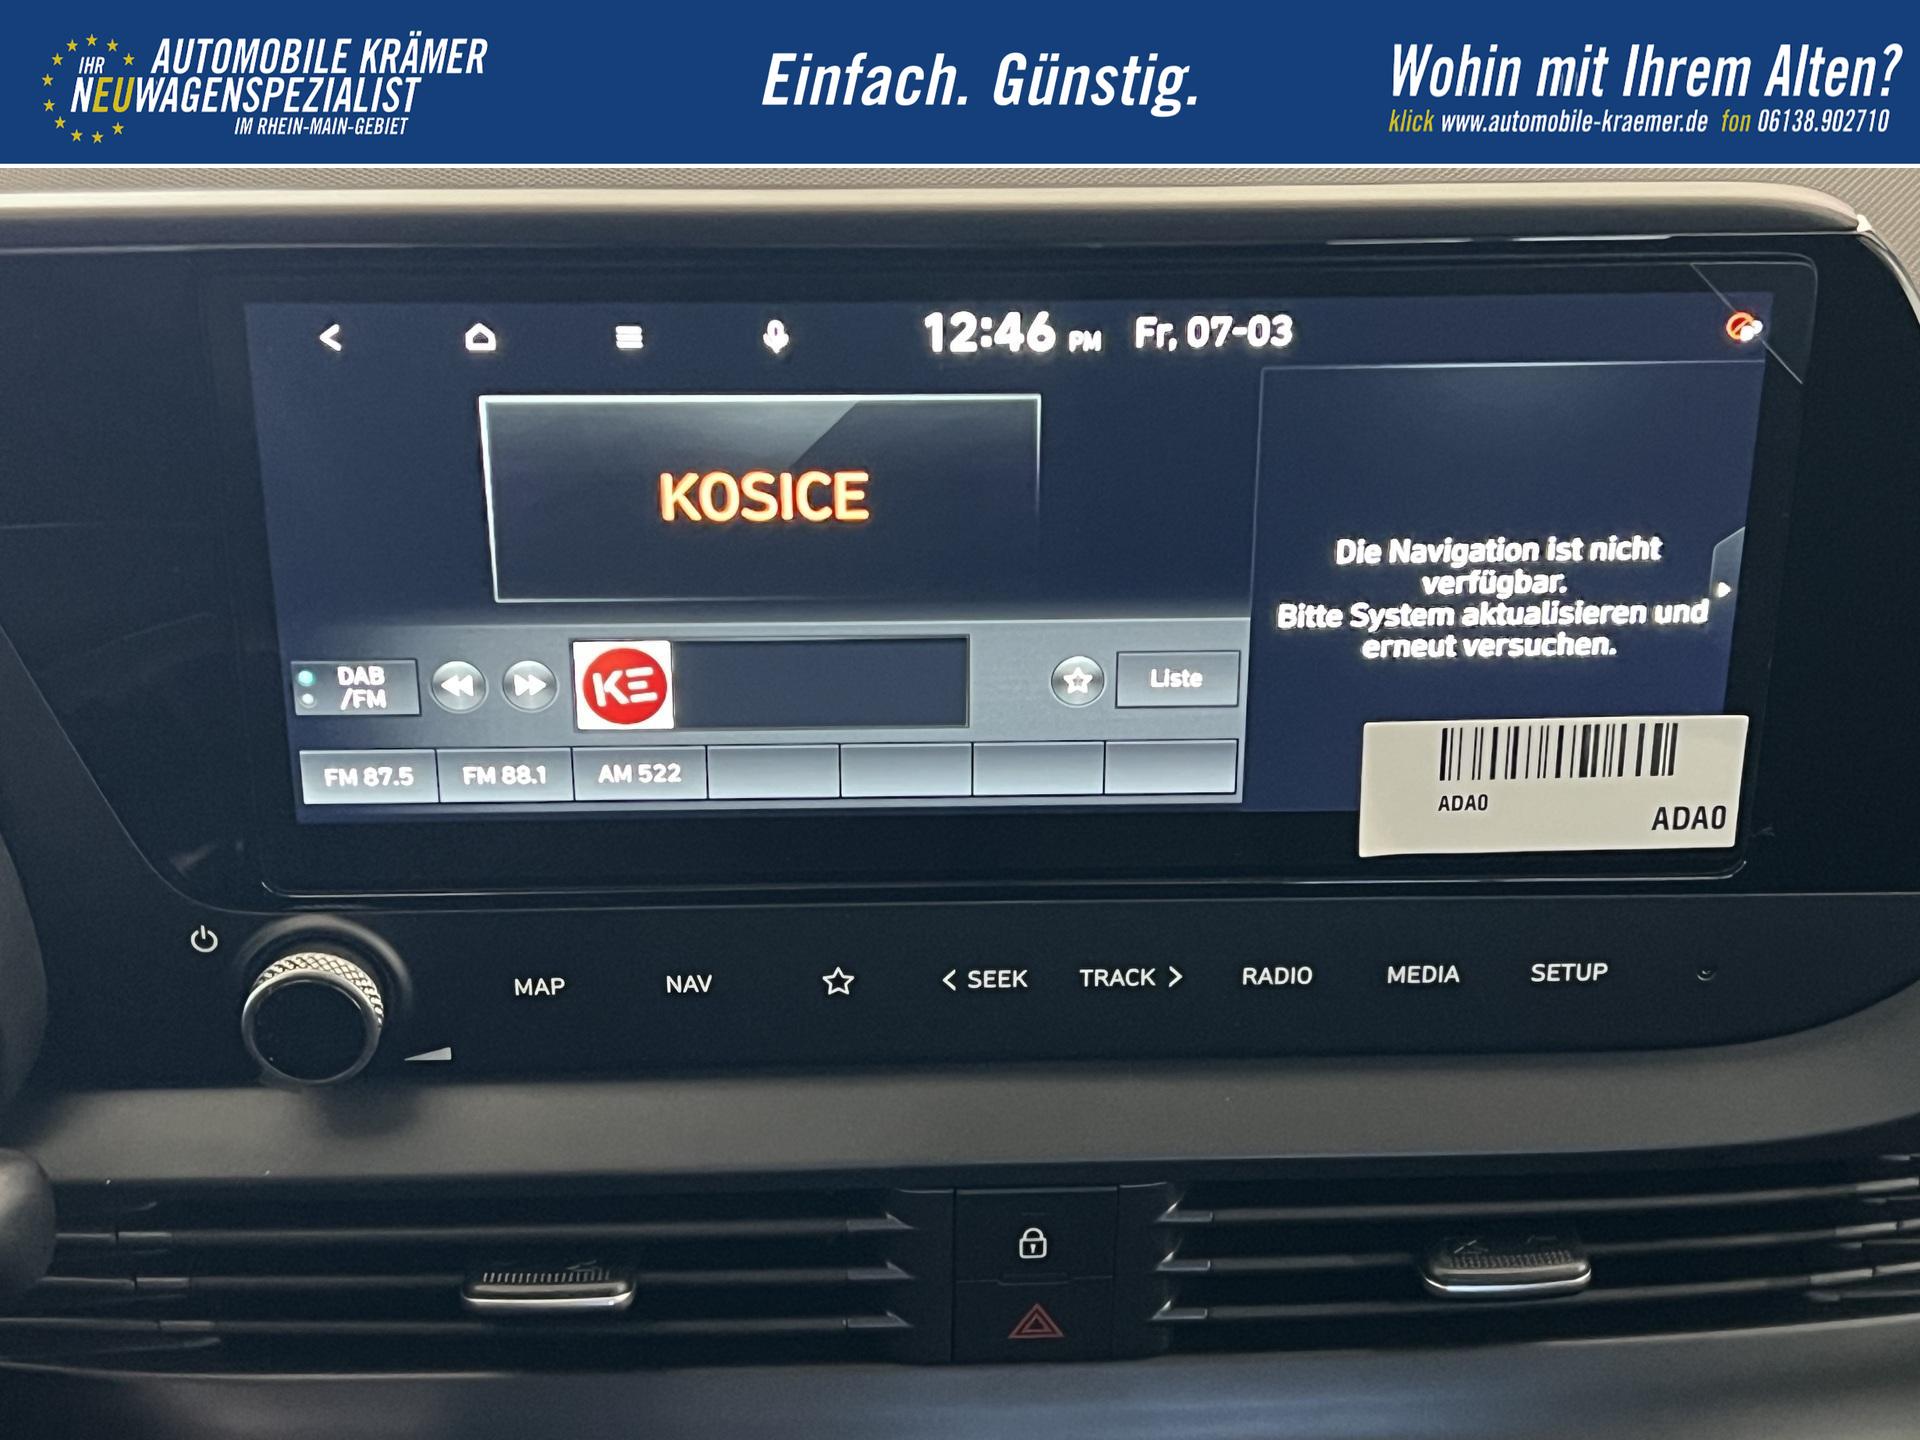 AUTOMOBILE KRÄMER
IHR
NEUWAGENSPEZIALIST
IM RHEIN-MAIN-GEBIET
Einfach. Günstig.
Wohin mit Ihrem Alten?
klick www.automobile-kraemer.de fon 06138.902710
12:46 PM Fr, 07-03
KOSICE
Die Navigation ist nicht
verfügbar.
Bitte System aktualisieren und
erneut versuchen.
DAB
/FM
KE
Liste
FM 87.5
FM 88.1
AM 522
ADA0
ADA0
MAP
NAV
< SEEK
TRACK >
RADIO
MEDIA
SETUP